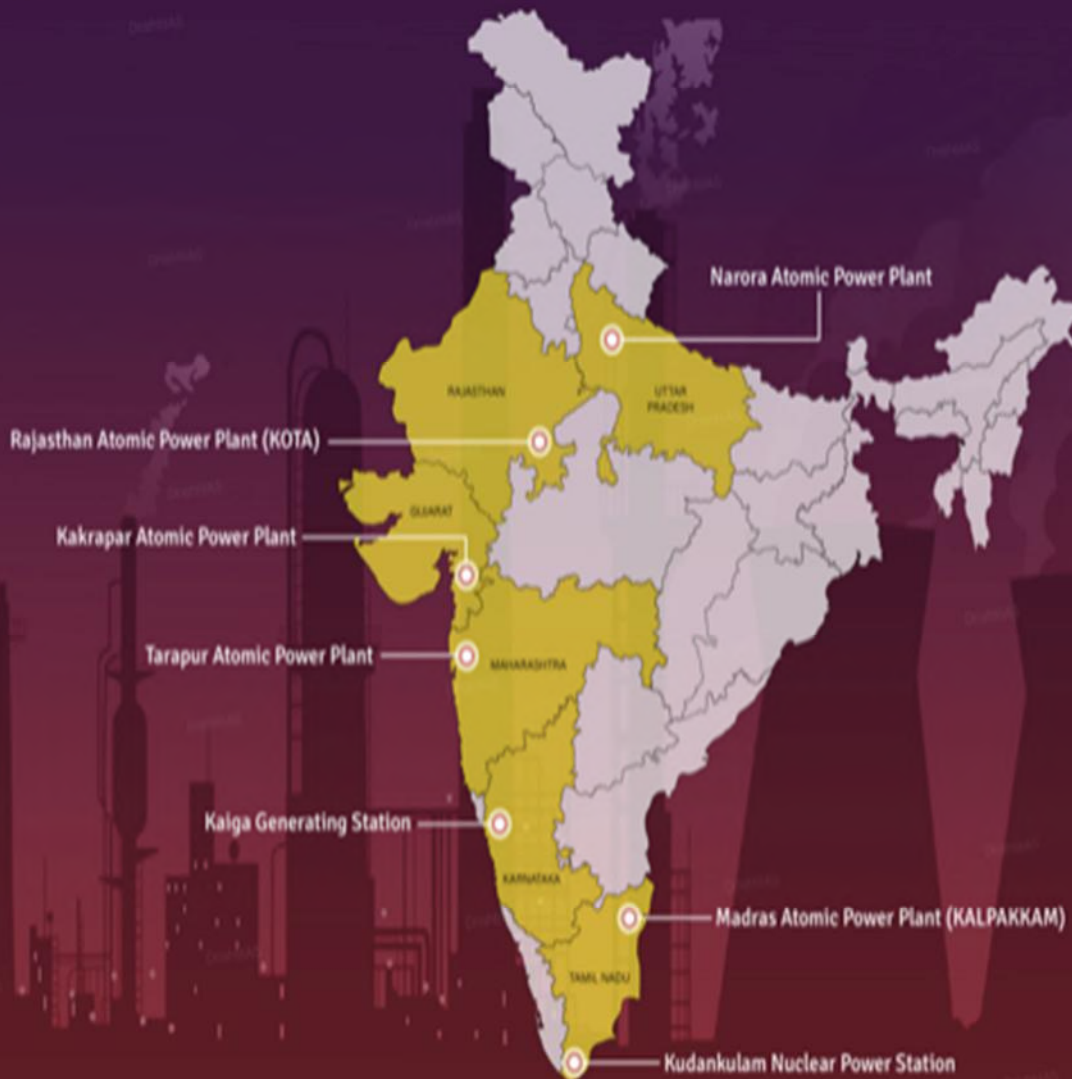 Narora Atomic Power Plant
RAJASTHAN
UTTAR
PRADESH
Rajasthan Atomic Power Plant (KOTA)
GUJARAT
Kakrapar Atomic Power Plant
Tarapur Atomic Power Plant
MAHARASHTRA
Kaiga Generating Station
KARNATAKA
Madras Atomic Power Plant (KALPAKKAM)
TAMIL NADU
Kudankulam Nuclear Power Station